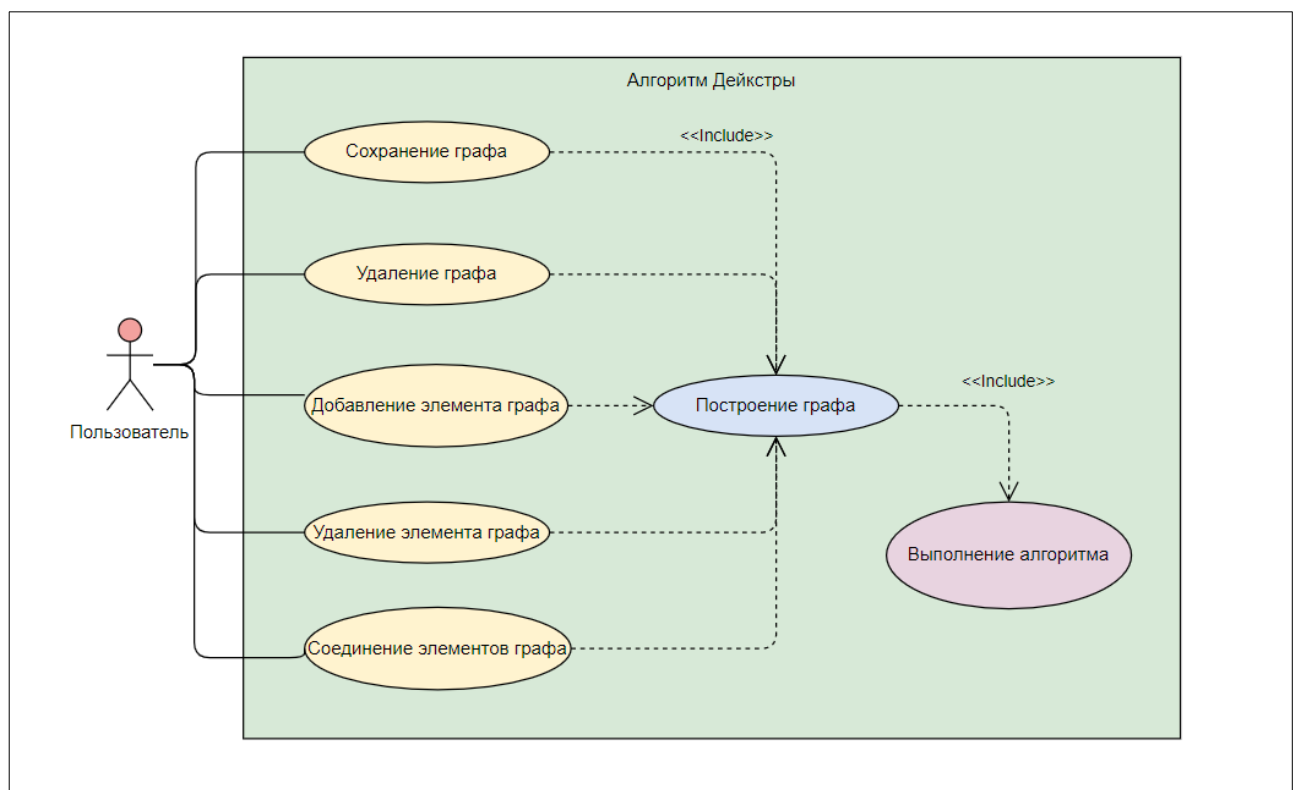 Алгоритм Дейкстры
<<Include>>
Сохранение графа
Удаление графа
Пользователь
Добавление элемента графа
Построение графа
<<Include>>
Удаление элемента графа
Выполнение алгоритма
Соединение элементов графа